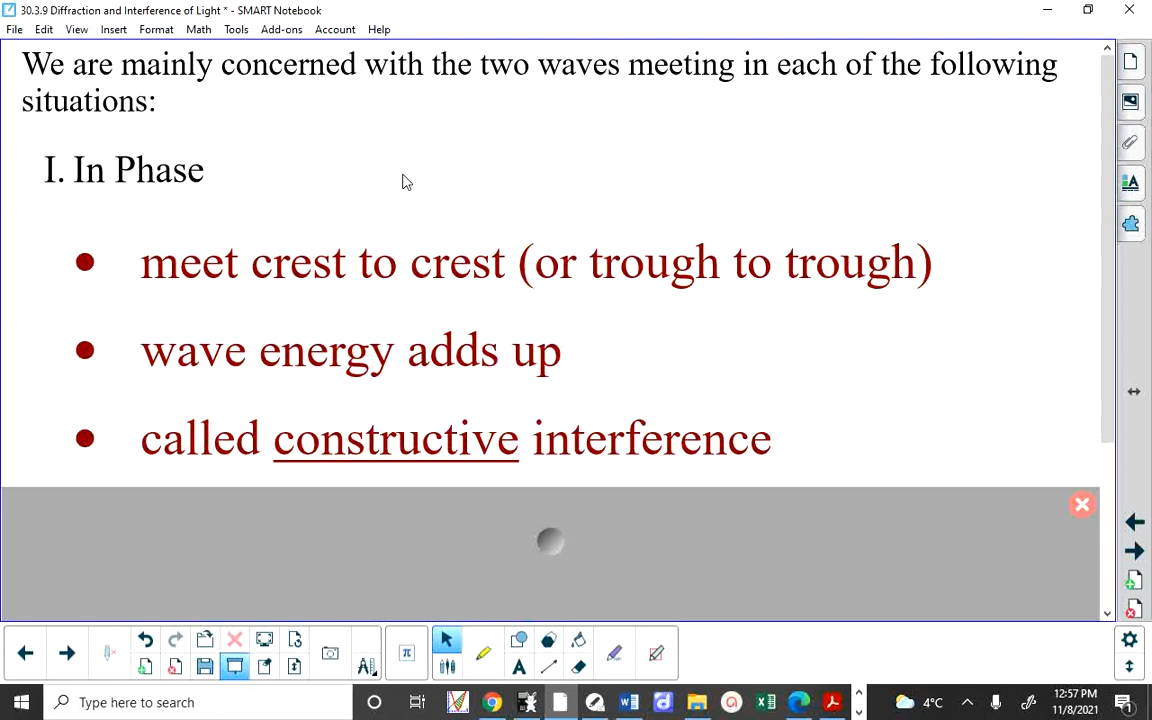 30.3.9 Diffraction and Interference of Light * - SMART Notebook
File Edit View Insert Format Math Tools Add-ons Account Help
We are mainly concerned with the two waves meeting in each of the following
situations:
I. In Phase
• meet crest to crest (or trough to trough)
• wave energy adds up
• called constructive interference
Type here to search
4°C
12:57 PM
11/8/2021